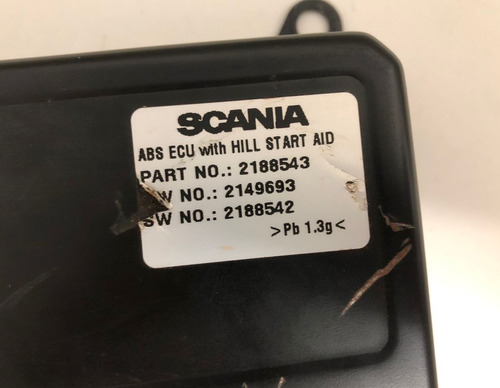 SCANIA
ABS ECU with HILL START AID
PART NO.: 2188543
W NO.: 2149693
SW NO.: 2188542
>Pb 1.3g<